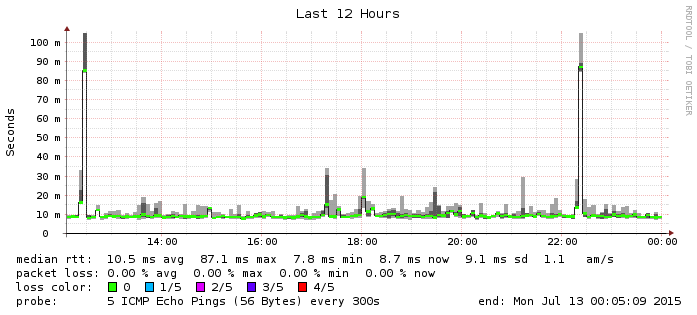 Last 12 Hours
RRDTOOL / TOBI OETIKER
Seconds
100 m
90 m
80 m
70 m
60 m
50 m
40 m
30 m
20 m
10 m
0
14:00 16:00 18:00 20:00 22:00 00:00
median rtt: 10.5 ms avg 87.1 ms max 7.8 ms min 8.7 ms now 9.1 ms sd 1.1 am/s
packet loss: 0.00 % avg 0.00 % max 0.00 % min 0.00 % now
loss color: 0 1/5 2/5 3/5 4/5
probe: 5 ICMP Echo Pings (56 Bytes) every 300s end: Mon Jul 13 00:05:09 2015